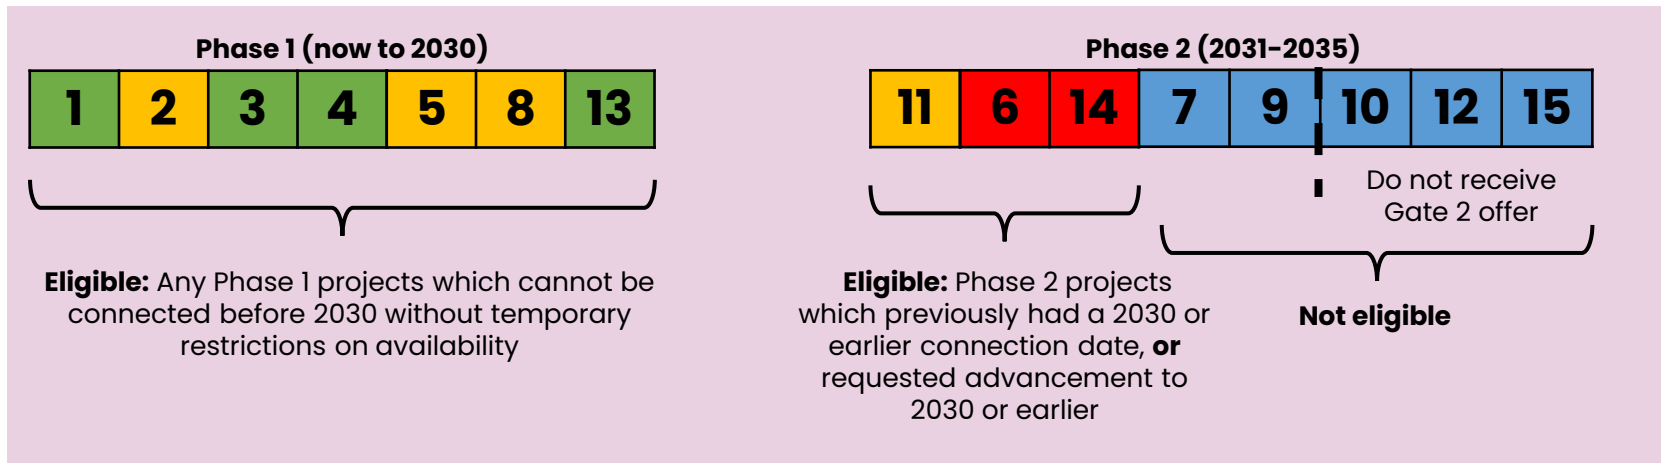 Phase 1 (now to 2030)
1 2 3 4 5 8 13
Eligible: Any Phase 1 projects which cannot be
connected before 2030 without temporary
restrictions on availability
Phase 2 (2031-2035)
11 6 14 7 9 10 12 15
Do not receive
Gate 2 offer
Eligible: Phase 2 projects
which previously had a 2030 or
earlier connection date, or
requested advancement to
2030 or earlier
Not eligible